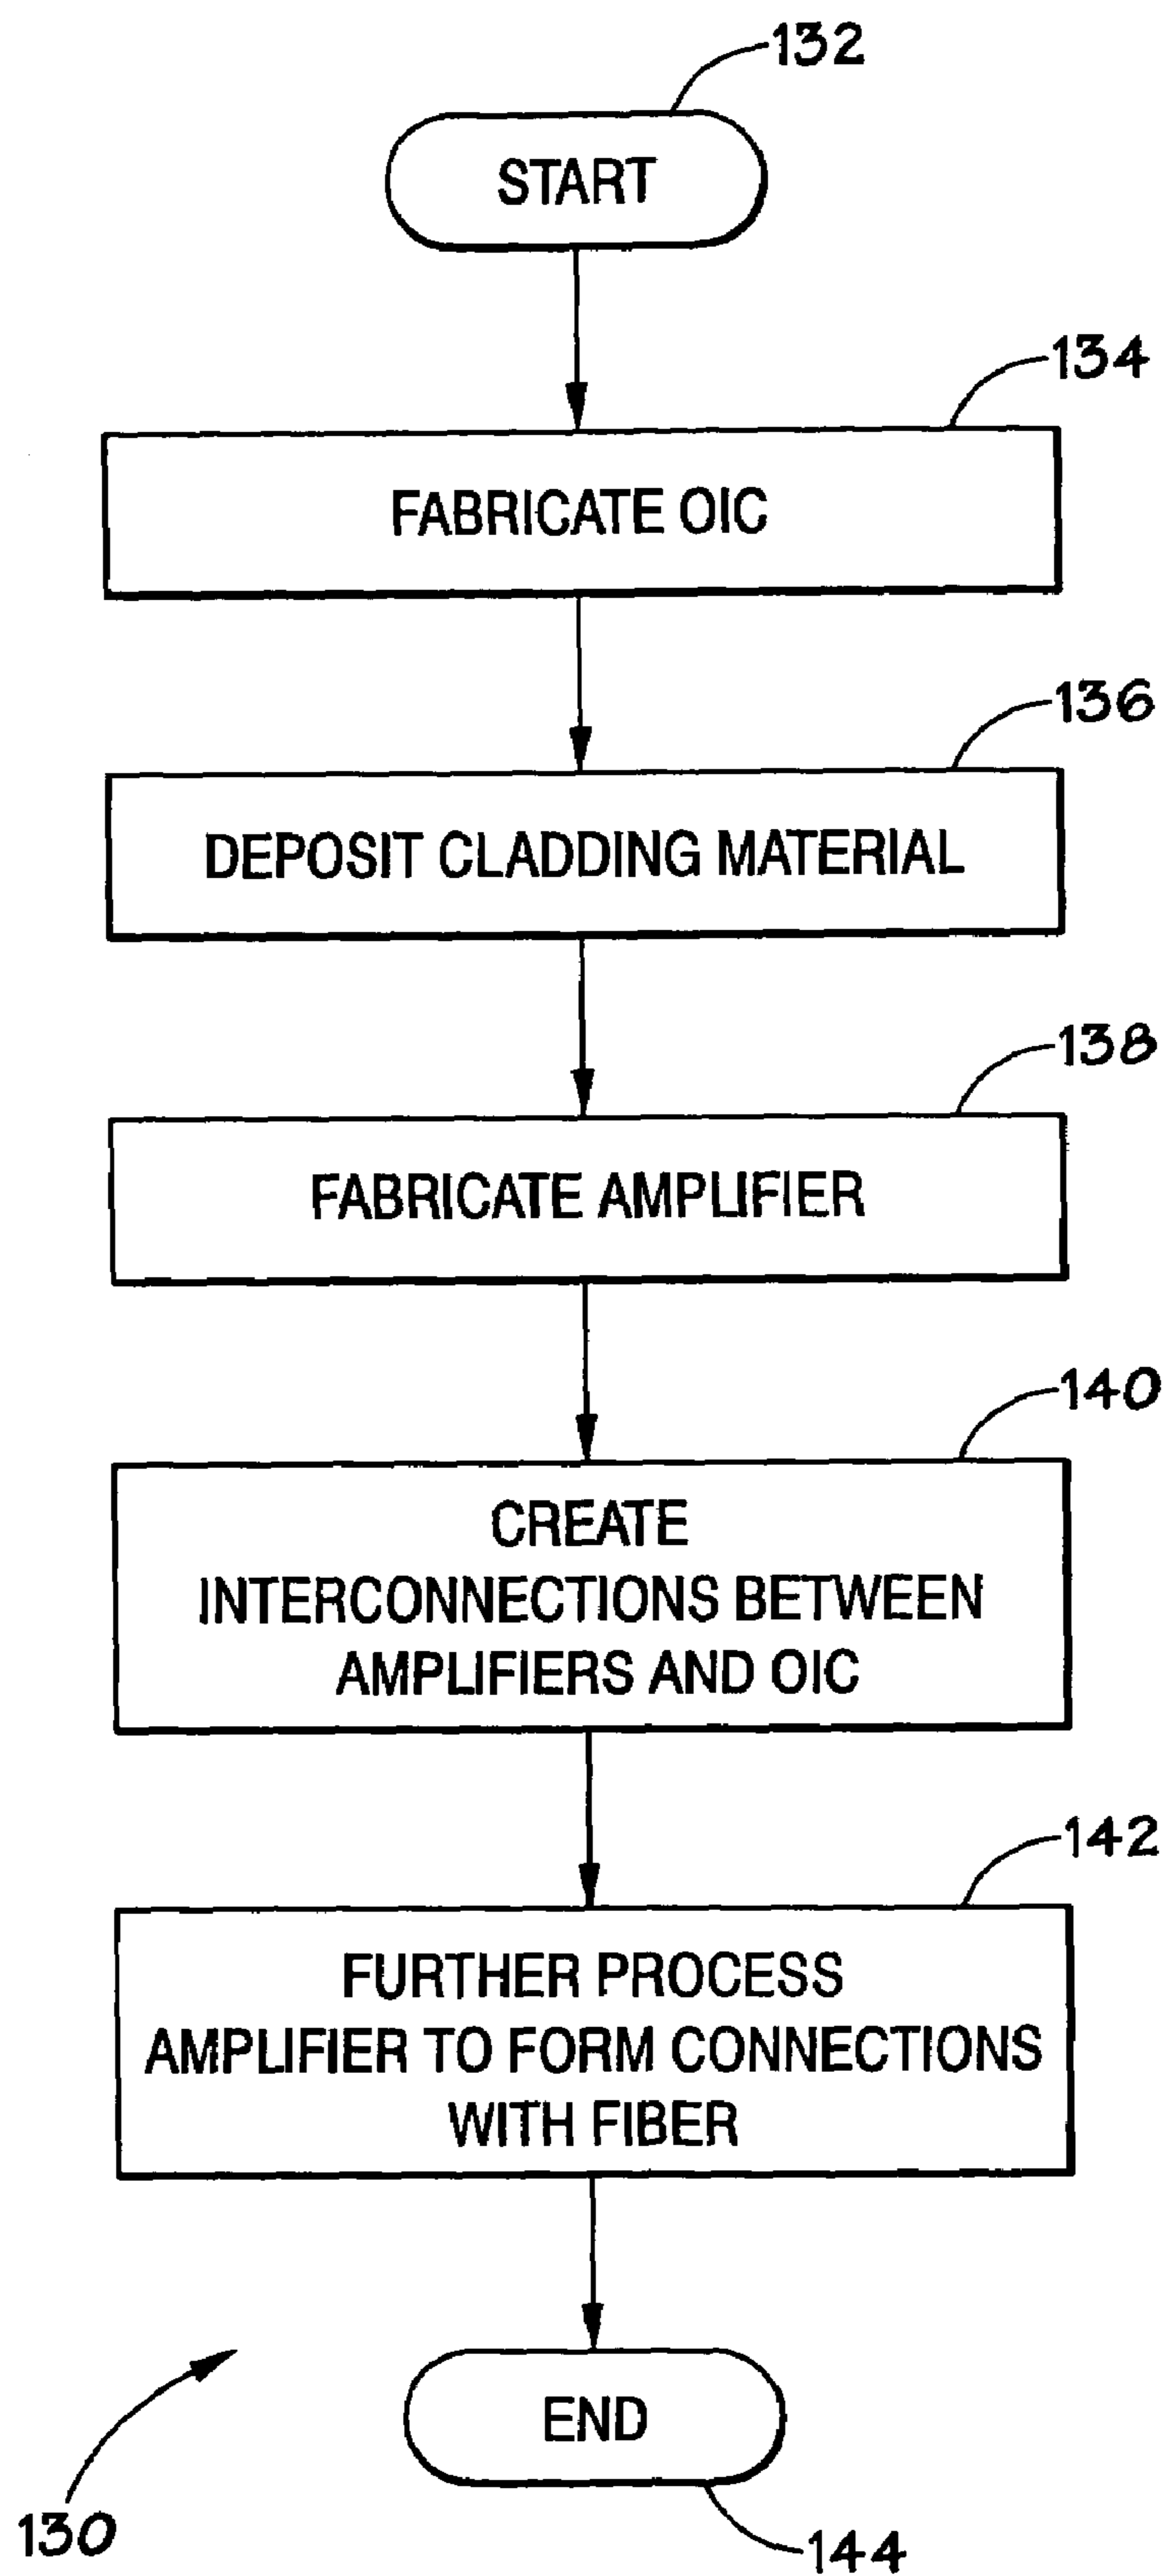 132
START
134
FABRICATE OIC
136
DEPOSIT CLADDING MATERIAL
138
FABRICATE AMPLIFIER
140
CREATE
INTERCONNECTIONS BETWEEN
AMPLIFIERS AND OIC
142
FURTHER PROCESS
AMPLIFIER TO FORM CONNECTIONS
WITH FIBER
END
130
144